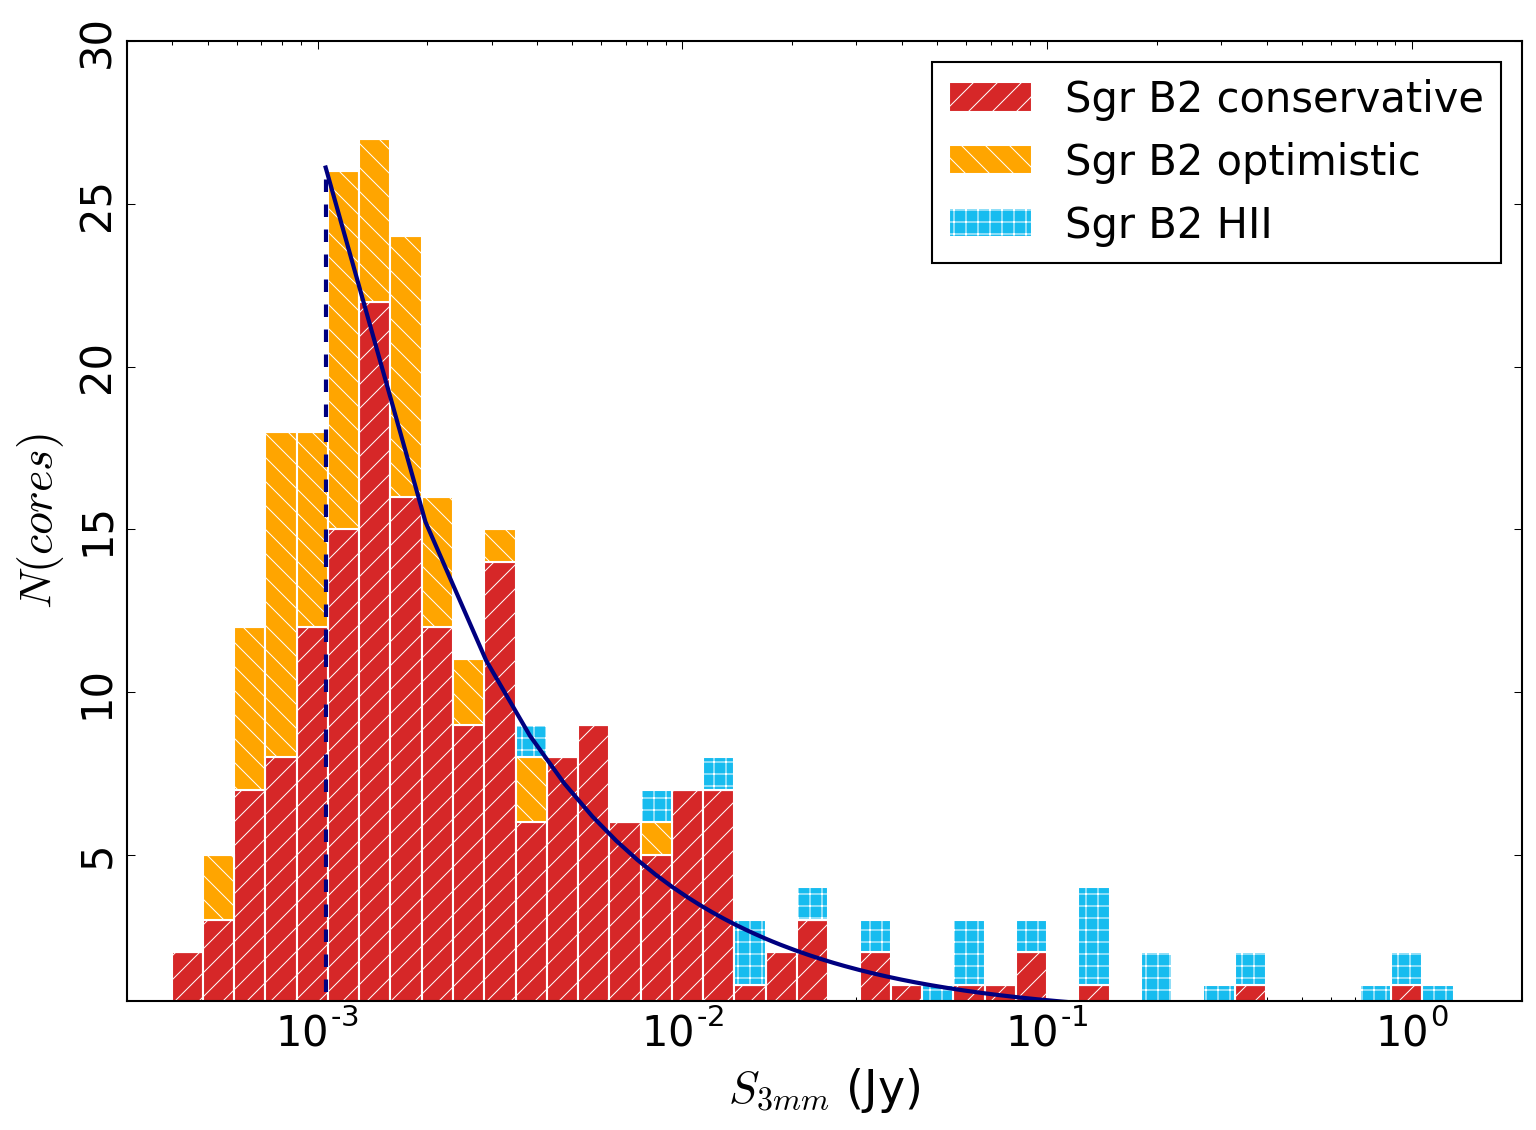 30
25
20
15
10
5
N(cores)
Sgr B2 conservative
Sgr B2 optimistic
Sgr B2 HII
10^-3 10^-2 10^-1 10^0
S_3mm (Jy)